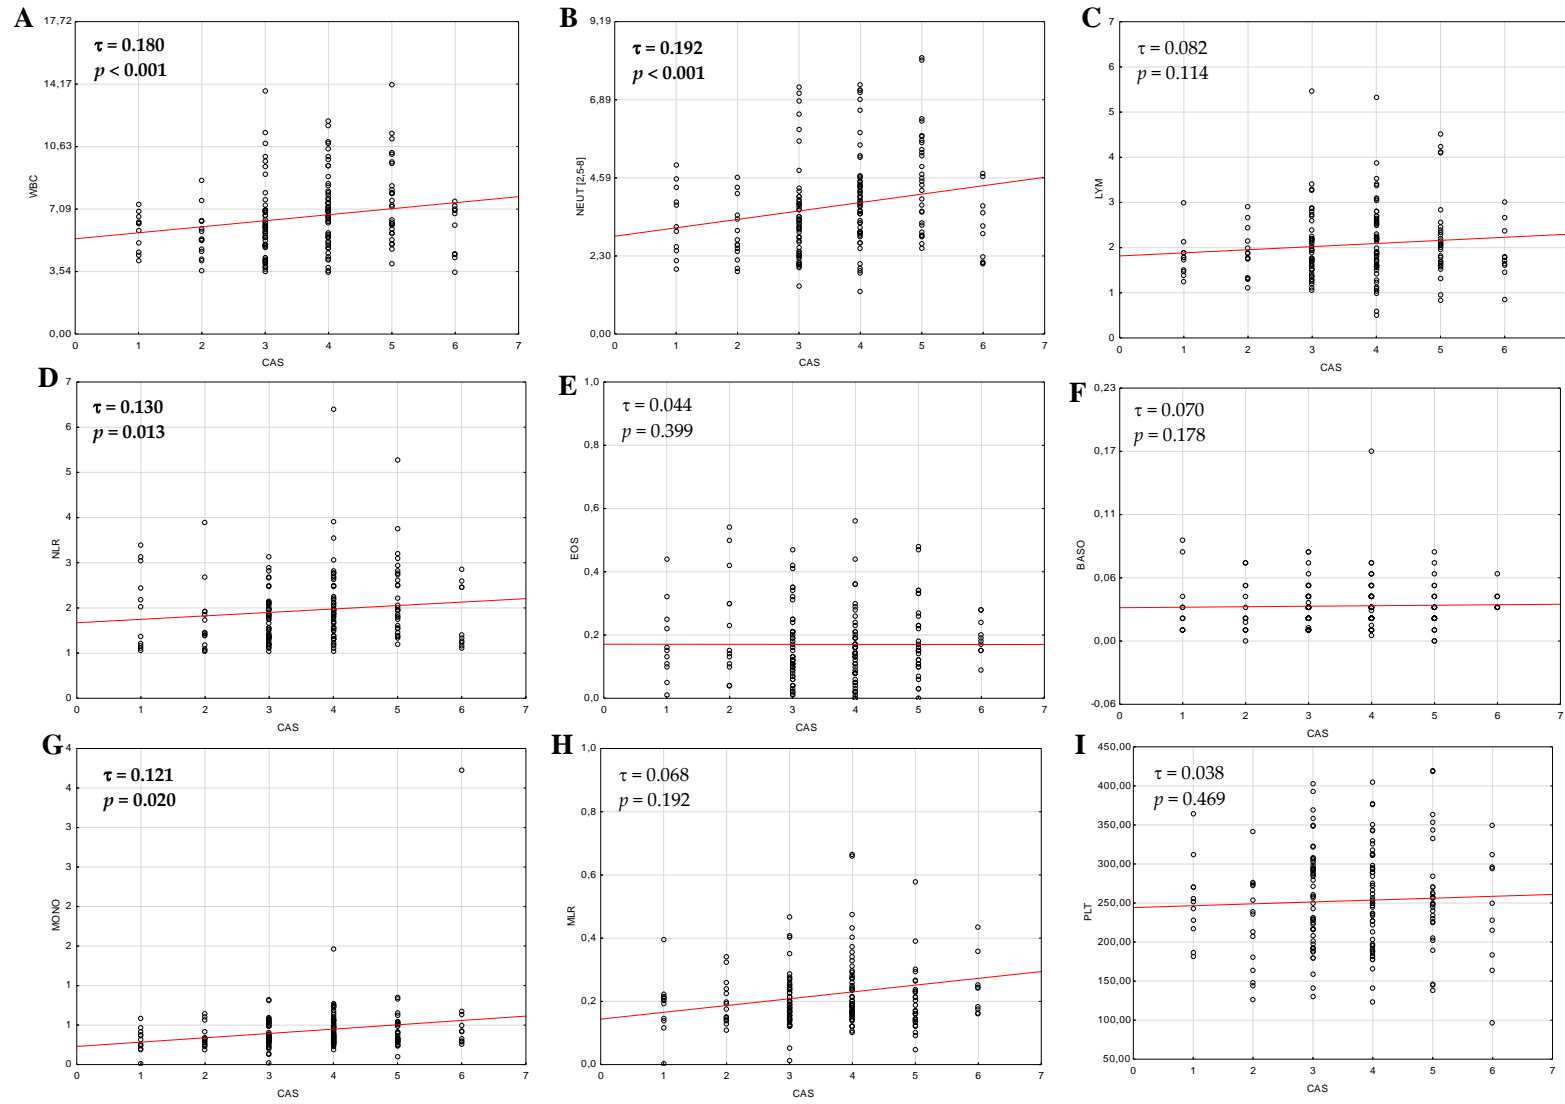 A
17,72
14,17
10,63
7,09
3,54
0,00
WBC
τ = 0.180
p < 0.001
0 1 2 3 4 5 6 7
CAS
B
9,19
6,89
4,59
2,30
0,00
NEUT [2,5-8]
τ = 0.192
p < 0.001
0 1 2 3 4 5 6 7
CAS
C
7
6
5
4
3
2
1
0
LYM
τ = 0.082
p = 0.114
0 1 2 3 4 5 6
CAS
D
7
6
5
4
3
2
1
0
NLR
τ = 0.130
p = 0.013
0 1 2 3 4 5 6 7
CAS
E
1,0
0,8
0,6
0,4
0,2
0,0
EOS
τ = 0.044
p = 0.399
0 1 2 3 4 5 6 7
CAS
F
0,23
0,17
0,11
0,06
0,00
-0,06
BASO
τ = 0.070
p = 0.178
0 1 2 3 4 5 6 7
CAS
G
4
4
3
3
2
2
1
1
0
MONO
τ = 0.121
p = 0.020
0 1 2 3 4 5 6 7
CAS
H
1,0
0,8
0,6
0,4
0,2
0,0
MLR
τ = 0.068
p = 0.192
0 1 2 3 4 5 6 7
CAS
I
450,00
400,00
350,00
300,00
250,00
200,00
150,00
100,00
50,00
PLT
τ = 0.038
p = 0.469
0 1 2 3 4 5 6 7
CAS